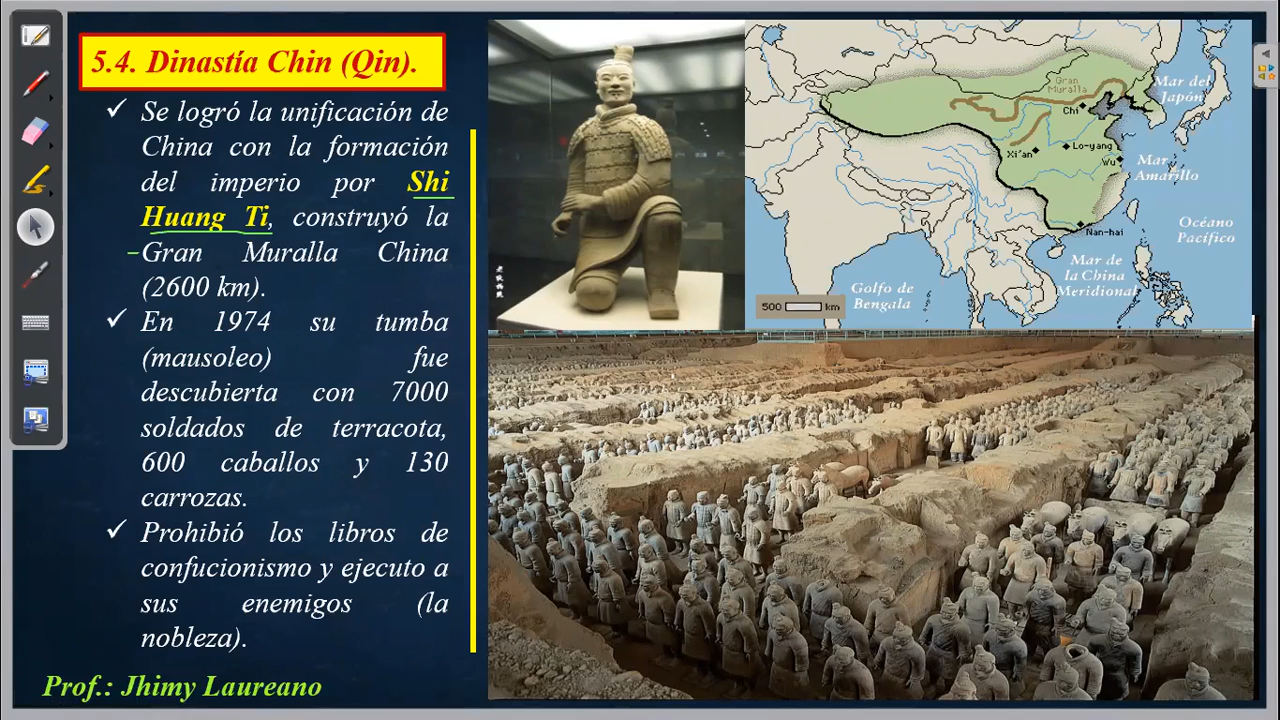 5.4. Dinastía Chin (Qin).
Se logró la unificación de
China con la formación
del imperio por Shi
Huang Ti, construyó la
Gran Muralla China
(2600 km).
En 1974 su tumba
(mausoleo) fue
descubierta con 7000
soldados de terracota,
600 caballos y 130
carrozas.
Prohibió los libros de
confucionismo y ejecuto a
sus enemigos (la
nobleza).
Prof.: Jhimy Laureano
Gran
Muralla
Mar del
Japón
Chi
Xi'an
Lo-yang
Wu
Mar
Amarillo
Océano
Pacífico
Nan-hai
Mar de
la China
Meridional
Golfo de
Bengala
500 km